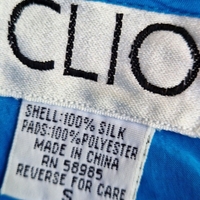 CLIO
SHELL:100% SILK
PADS:100%POLYESTER
MADE IN CHINA
RN 58985
REVERSE FOR CARE
S